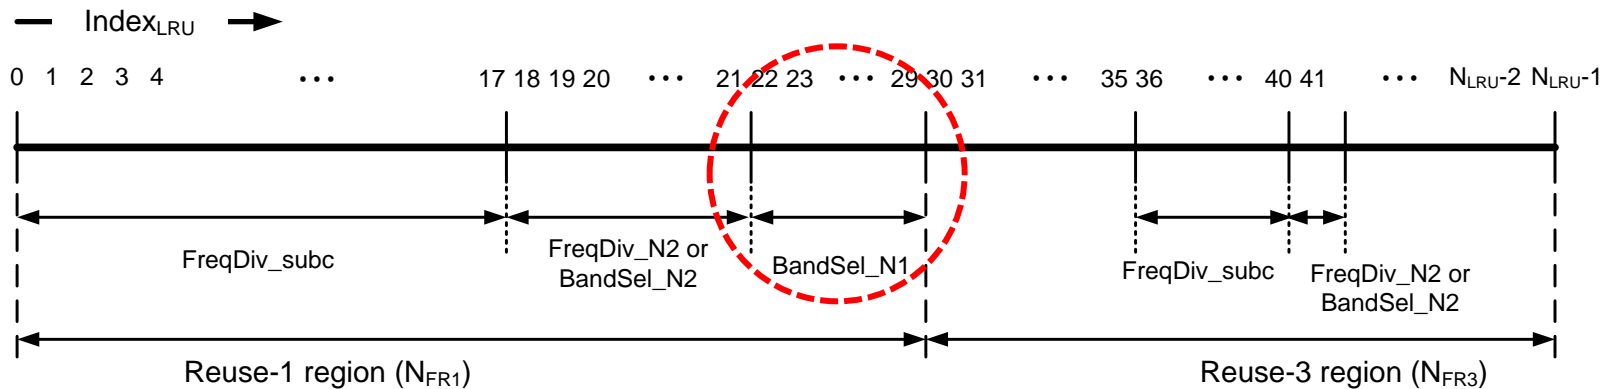 Index_LRU
0 1 2 3 4 ... 17 18 19 20 ... 21 22 23 ... 29 30 31 ... 35 36 ... 40 41 ... N_LRU-2 N_LRU-1
FreqDiv_subc
FreqDiv_N2 or
BandSel_N2
BandSel_N1
FreqDiv_subc
FreqDiv_N2 or
BandSel_N2
Reuse-1 region (N_FR1)
Reuse-3 region (N_FR3)